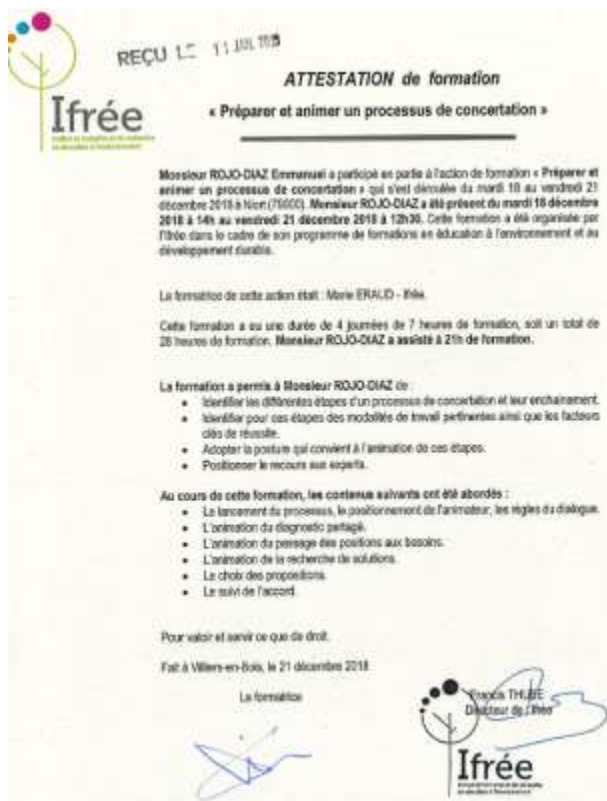 REÇU LE 11 JAN. 2019
Ifrée
ATTESTATION de formation
« Préparer et animer un processus de concertation »
Monsieur ROJO-DIAZ Emmanuel a participé en partie à l'action de formation « Préparer et
animer un processus de concertation » qui s'est déroulée du mardi 18 au vendredi 21
décembre 2018 à Niort (79000). Monsieur ROJO-DIAZ a été présent du mardi 18 décembre
2018 à 14h au vendredi 21 décembre 2018 à 12h30. Cette formation a été organisée par
l'Ifrée dans le cadre de son programme de formations en éducation à l'environnement et au
développement durable.
La formatrice de cette action était : Marie ERAUD - Ifrée.
Cette formation a eu une durée de 4 journées de 7 heures de formation, soit un total de
28 heures de formation. Monsieur ROJO-DIAZ a assisté à 21h de formation.
La formation a permis à Monsieur ROJO-DIAZ de :
• Identifier les différentes étapes d'un processus de concertation et leur enchainement.
• Identifier pour ces étapes des modalités de travail pertinentes ainsi que les facteurs
clés de réussite.
• Adopter la posture qui convient à l'animation de ces étapes.
• Positionner le recours aux experts.
Au cours de cette formation, les contenus suivants ont été abordés :
• Le lancement du processus, le positionnement de l'animateur, les règles du dialogue.
• L'animation du diagnostic partagé.
• L'animation du passage des positions aux besoins.
• L'animation de la recherche de solutions.
• Le choix des propositions.
• Le suivi de l'accord.
Pour valoir et servir ce que de droit.
Fait à Villiers-en-Bois, le 21 décembre 2018
La formatrice
Francis THUBE
Directeur de l'Ifrée
Ifrée